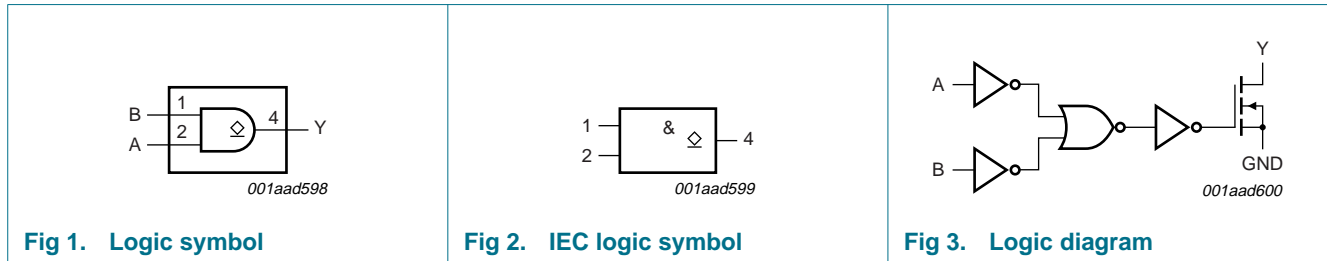 B 1
2
A
4 Y
001aad598
Fig 1. Logic symbol
1
2
&
4
001aad599
Fig 2. IEC logic symbol
Y
A
B
GND
001aad600
Fig 3. Logic diagram